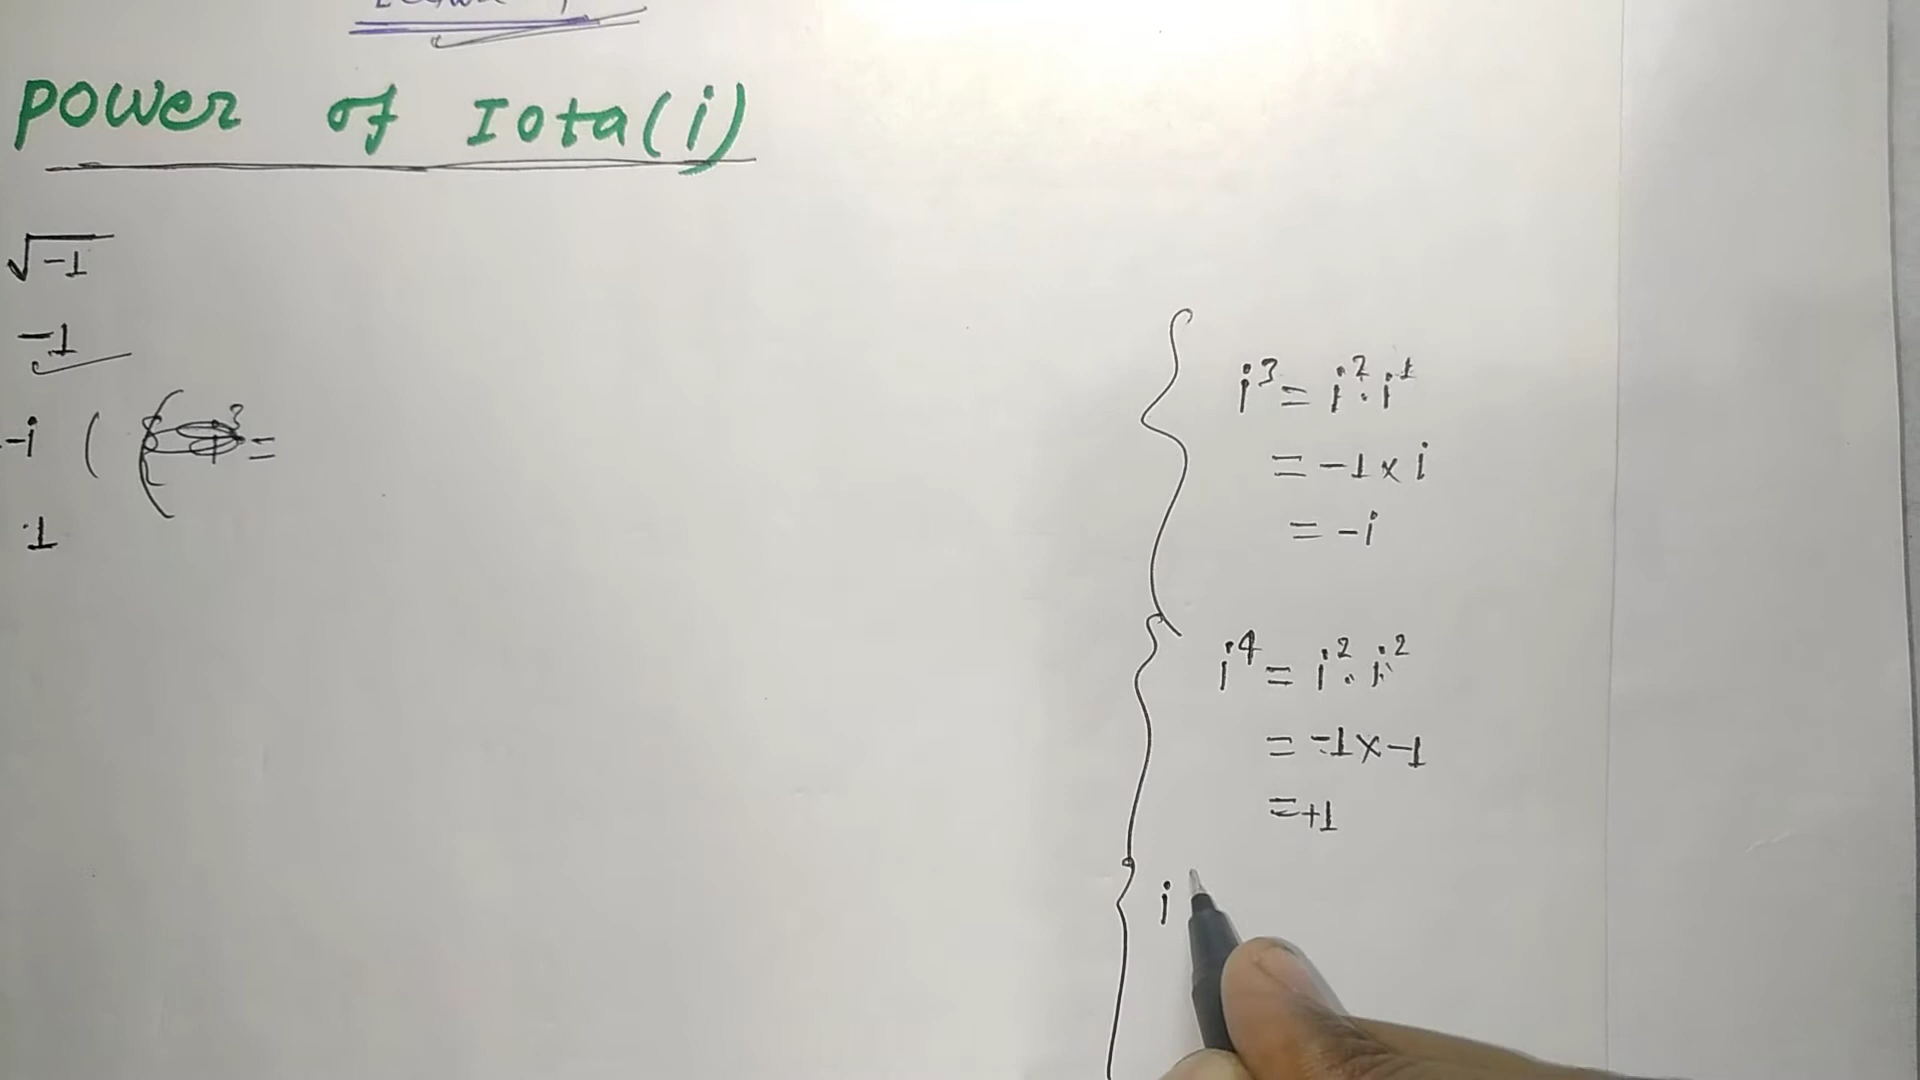 Power of Iota(i)
√-1
-1
-i (
1
i³ = i².i¹
= -1 × i
= -i
i⁴ = i².i²
= -1 × -1
= +1
i